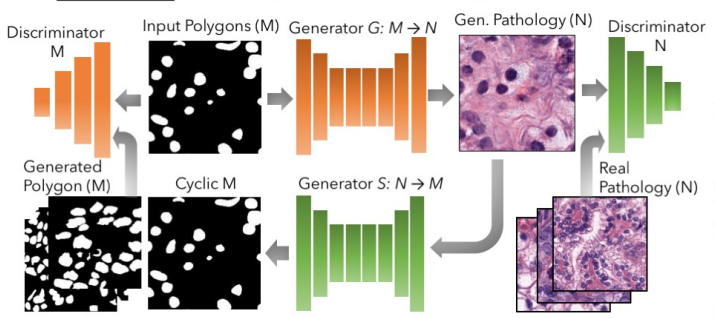 Discriminator
M
Input Polygons (M)
Generator G: M → N
Gen. Pathology (N)
Discriminator
N
Generated
Polygon (M)
Cyclic M
Generator S: N → M
Real
Pathology (N)